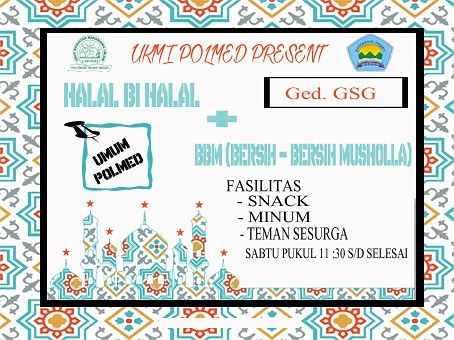 UKMI POLMED PRESENT
HALAL BI HALAL
Ged. GSG
UMUM
POLMED
BBM (BERSIH - BERSIH MUSHOLLA)
FASILITAS
- SNACK
- MINUM
- TEMAN SESURGA
SABTU PUKUL 11 :30 S/D SELESAI